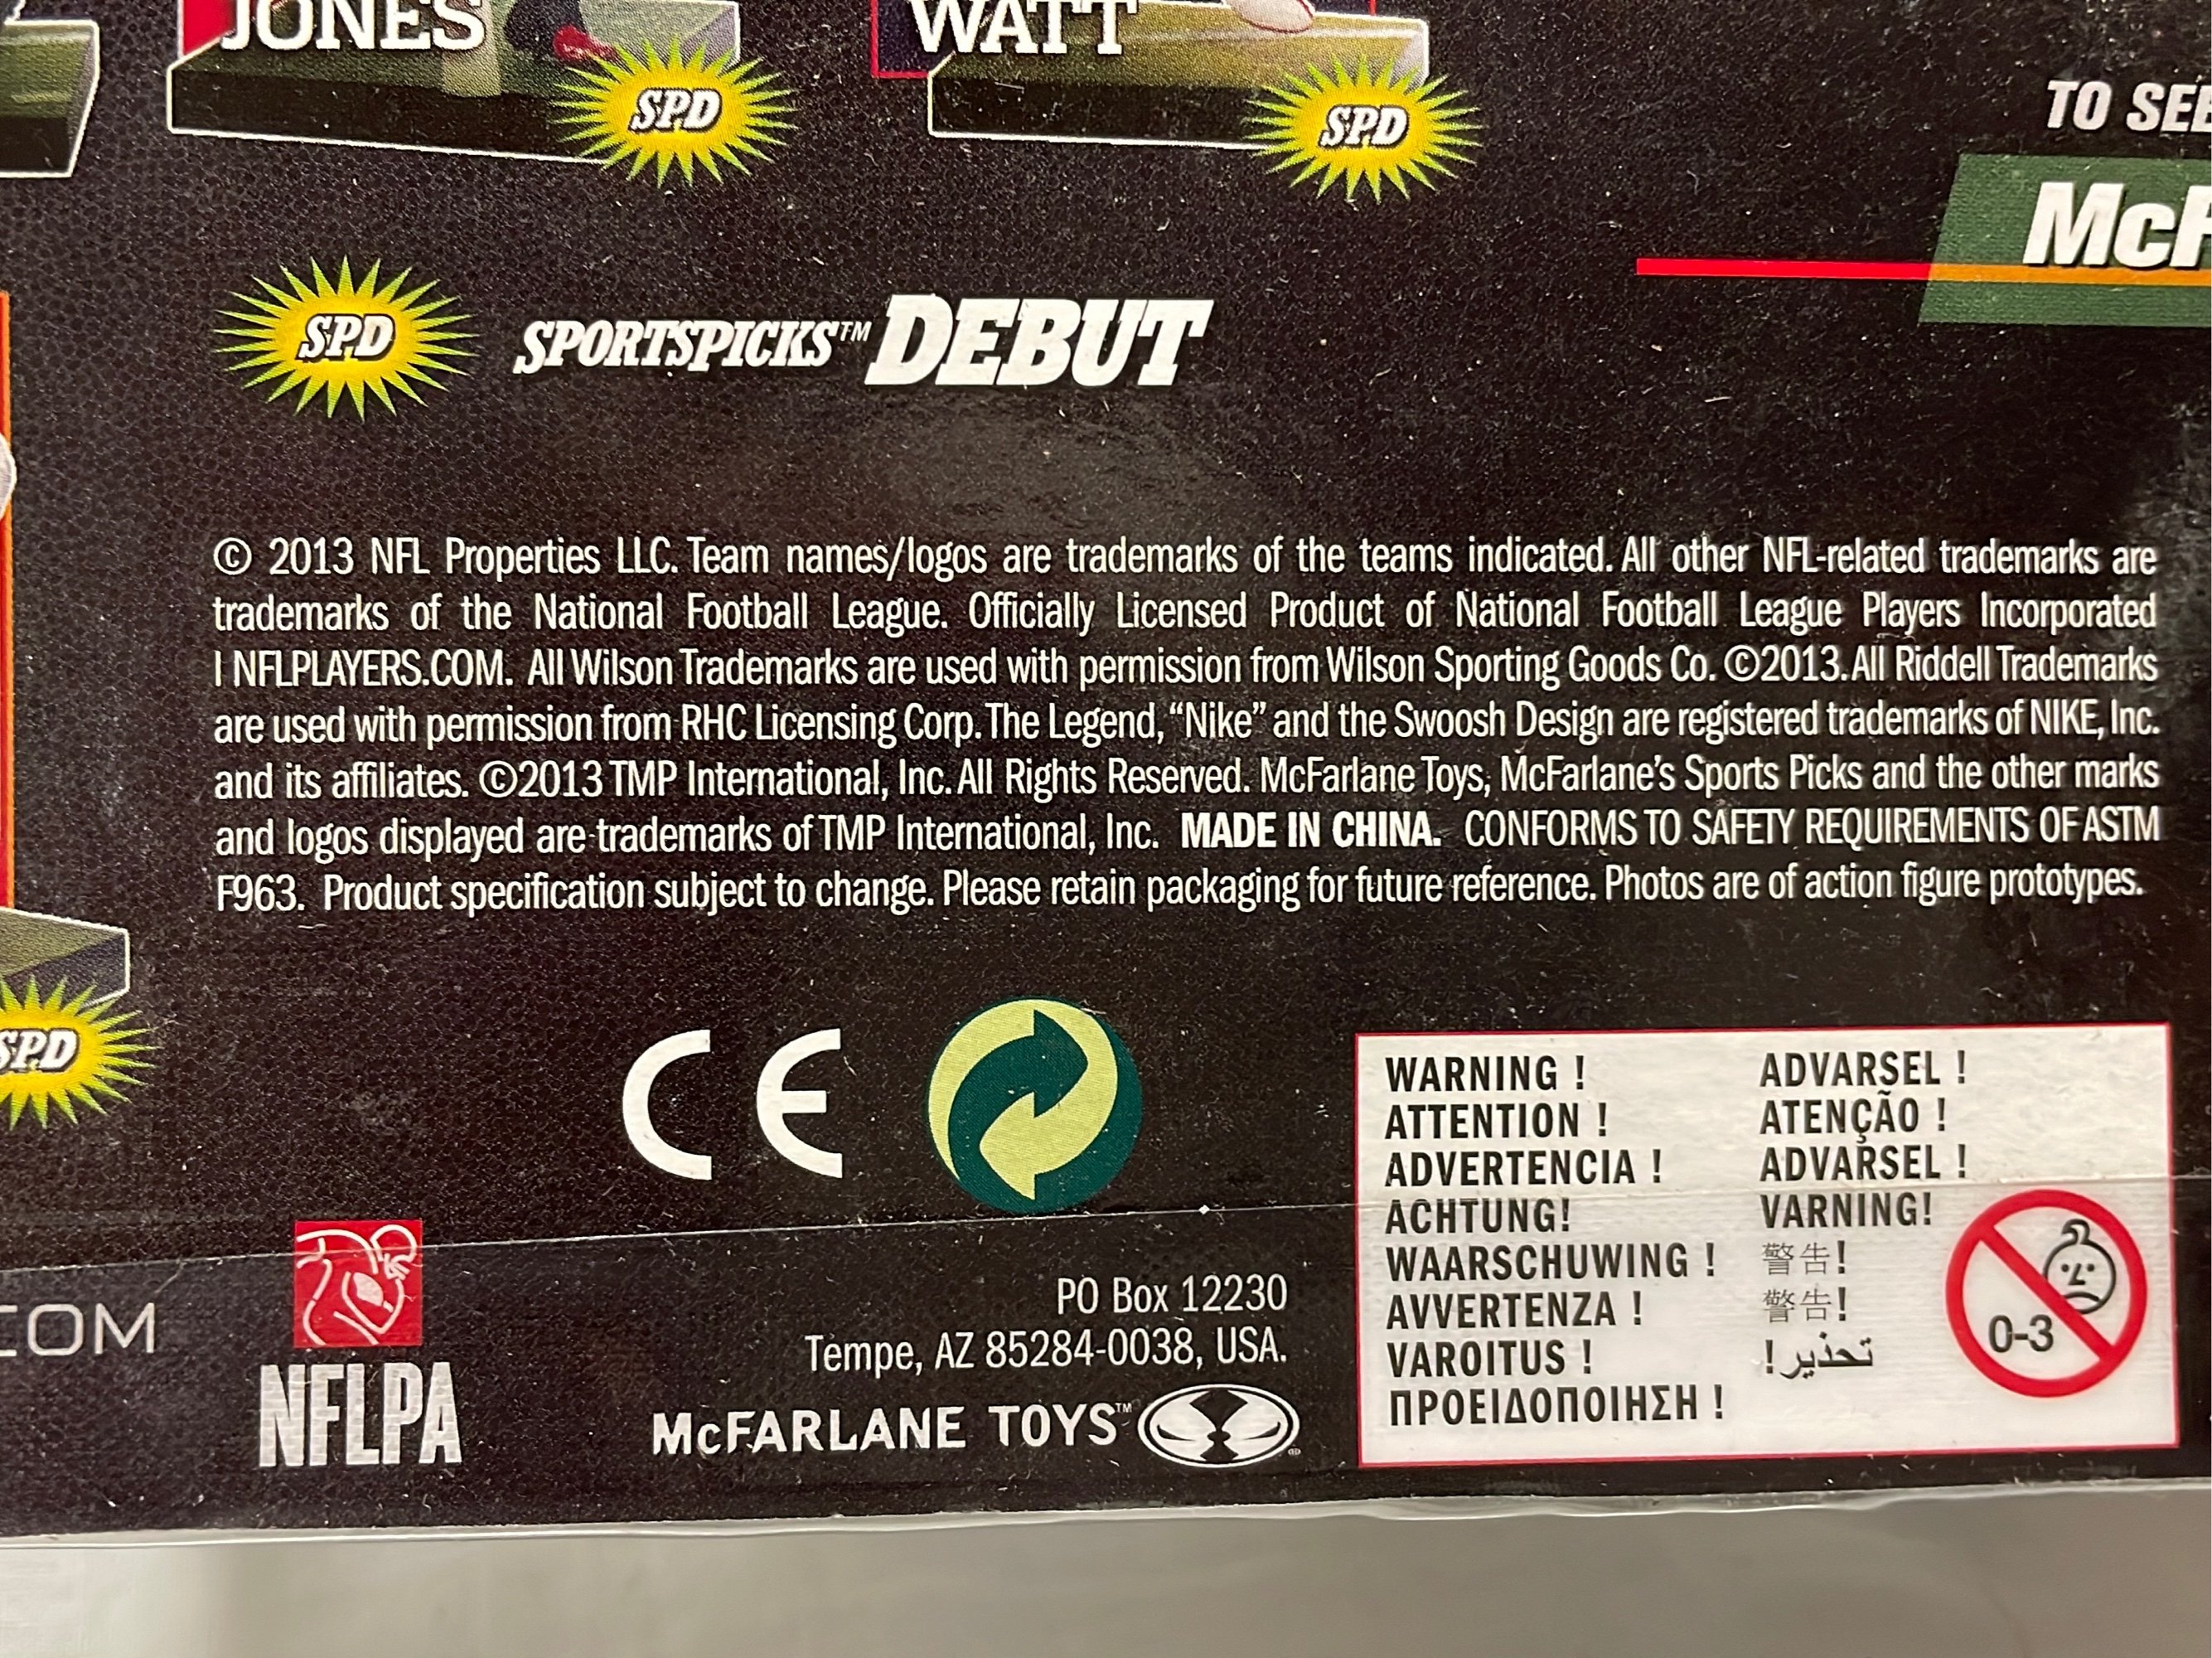 JONES
WATT
SPD
SPD
TO SEE
McF
SPD SPORTSPICKS™ DEBUT
© 2013 NFL Properties LLC. Team names/logos are trademarks of the teams indicated. All other NFL-related trademarks are
trademarks of the National Football League. Officially Licensed Product of National Football League Players Incorporated
I NFLPLAYERS.COM. All Wilson Trademarks are used with permission from Wilson Sporting Goods Co. ©2013. All Riddell Trademarks
are used with permission from RHC Licensing Corp. The Legend, “Nike” and the Swoosh Design are registered trademarks of NIKE, Inc.
and its affiliates. ©2013 TMP International, Inc. All Rights Reserved. McFarlane Toys, McFarlane's Sports Picks and the other marks
and logos displayed are trademarks of TMP International, Inc. MADE IN CHINA. CONFORMS TO SAFETY REQUIREMENTS OF ASTM
F963. Product specification subject to change. Please retain packaging for future reference. Photos are of action figure prototypes.
SPD
CE
.COM
NFLPA
PO Box 12230
Tempe, AZ 85284-0038, USA.
McFARLANE TOYS™
WARNING !
ATTENTION !
ADVERTENCIA !
ACHTUNG!
WAARSCHUWING !
AVVERTENZA !
VAROITUS !
ΠΡΟΕΙΔΟΠΟΙΗΣΗ !
ADVARSEL !
ATENÇÃO !
ADVARSEL !
VARNING!
警告!
警告!
تحذير!
0-3